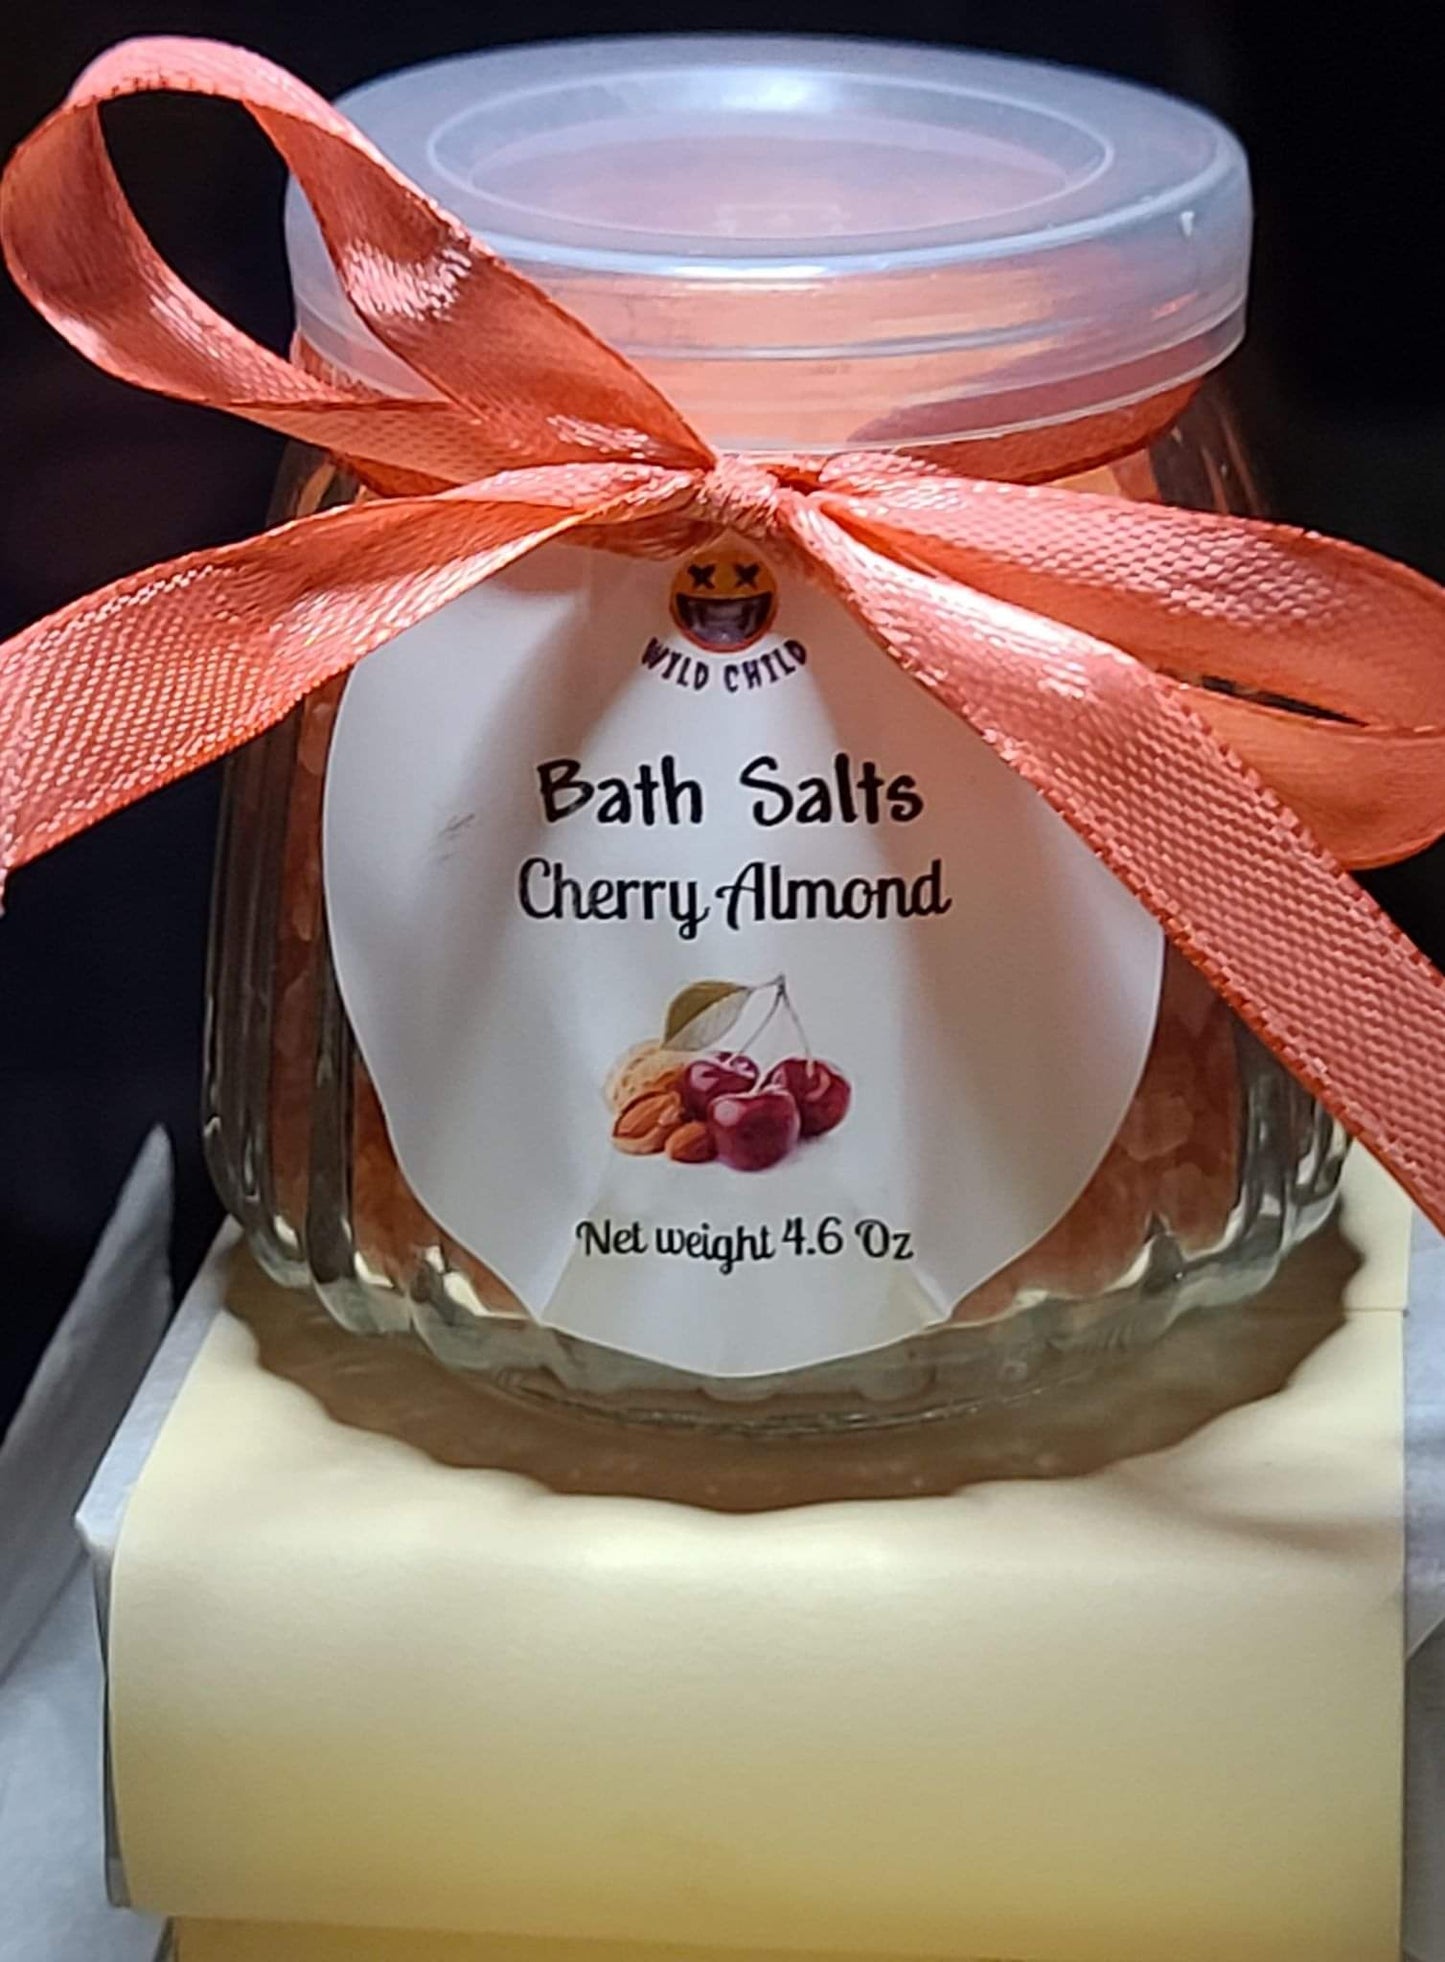 WILD CHILD
Bath Salts
Cherry Almond
Net weight 4.6 Oz